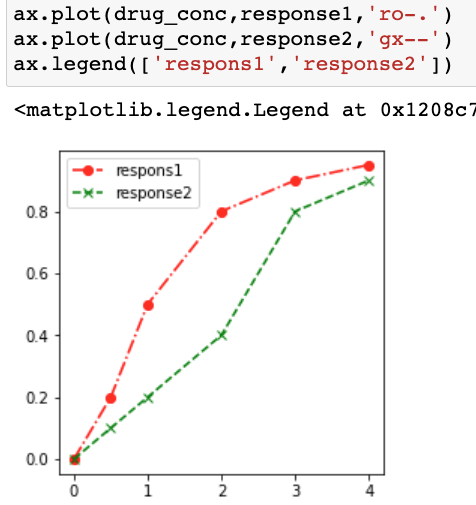 ax.plot(drug_conc,response1,'ro-.')
ax.plot(drug_conc,response2,'gx--')
ax.legend(['respons1','response2'])
<matplotlib.legend.Legend at 0x1208c7
respons1
response2
0.8
0.6
0.4
0.2
0.0
0 1 2 3 4